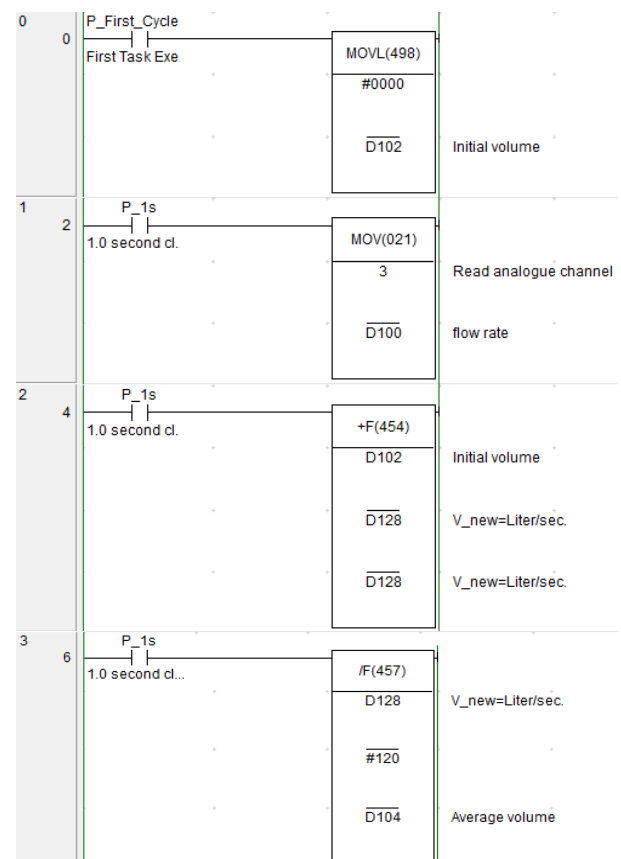 0 P_First_Cycle
0
First Task Exe MOVL(498)
#0000
D102 Initial volume
1 P_1s
2
1.0 second cl. MOV(021)
3 Read analogue channel
D100 flow rate
2 P_1s
4
1.0 second cl. +F(454)
D102 Initial volume
D128 V_new=Liter/sec.
D128 V_new=Liter/sec.
3 P_1s
6
1.0 second cl... /F(457)
D128 V_new=Liter/sec.
#120
D104 Average volume